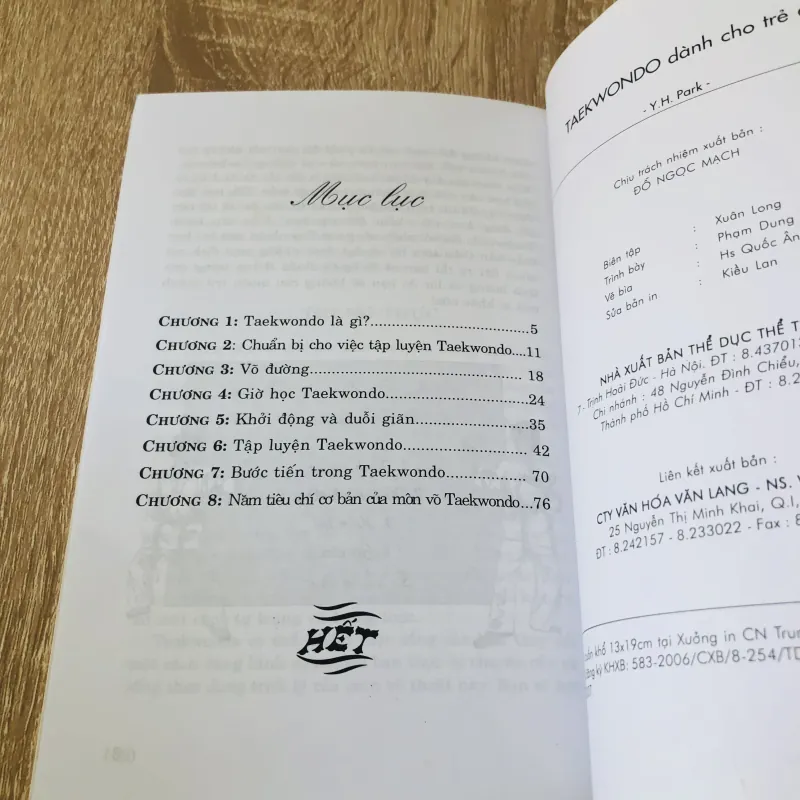 Mục lục
CHƯƠNG 1: Taekwondo là gì?............................5
CHƯƠNG 2: Chuẩn bị cho việc tập luyện Taekwondo....11
CHƯƠNG 3: Võ đường............................ 18
CHƯƠNG 4: Giờ học Taekwondo............................24
CHƯƠNG 5: Khởi động và duỗi giãn............................35
CHƯƠNG 6: Tập luyện Taekwondo............................ 42
CHƯƠNG 7: Bước tiến trong Taekwondo.................... 70
CHƯƠNG 8: Năm tiêu chí cơ bản của môn võ Taekwondo...76
HẾT
TAEKWONDO dành cho trẻ
- Y.H. Park -
Chịu trách nhiệm xuất bản :
ĐỖ NGỌC MẠCH
Biên tập : Xuân Long
Trình bày : Phạm Dung
Vẽ bìa : Hs Quốc Ân
Sửa bản in : Kiều Lan
NHÀ XUẤT BẢN THỂ DỤC THỂ
7 - Trịnh Hoài Đức - Hà Nội. ĐT : 8.43701
Chi nhánh : 48 Nguyễn Đình Chiểu,
Thành phố Hồ Chí Minh - ĐT : 8.2
Liên kết xuất bản :
CTY VĂN HÓA VĂN LANG - NS.
25 Nguyễn Thị Minh Khai, Q.I,
ĐT : 8.242157 - 8.233022 - Fax : 8
khổ 13x19cm tại Xưởng in CN Trun
ký KHXB: 583-2006/CXB/8-254/TD